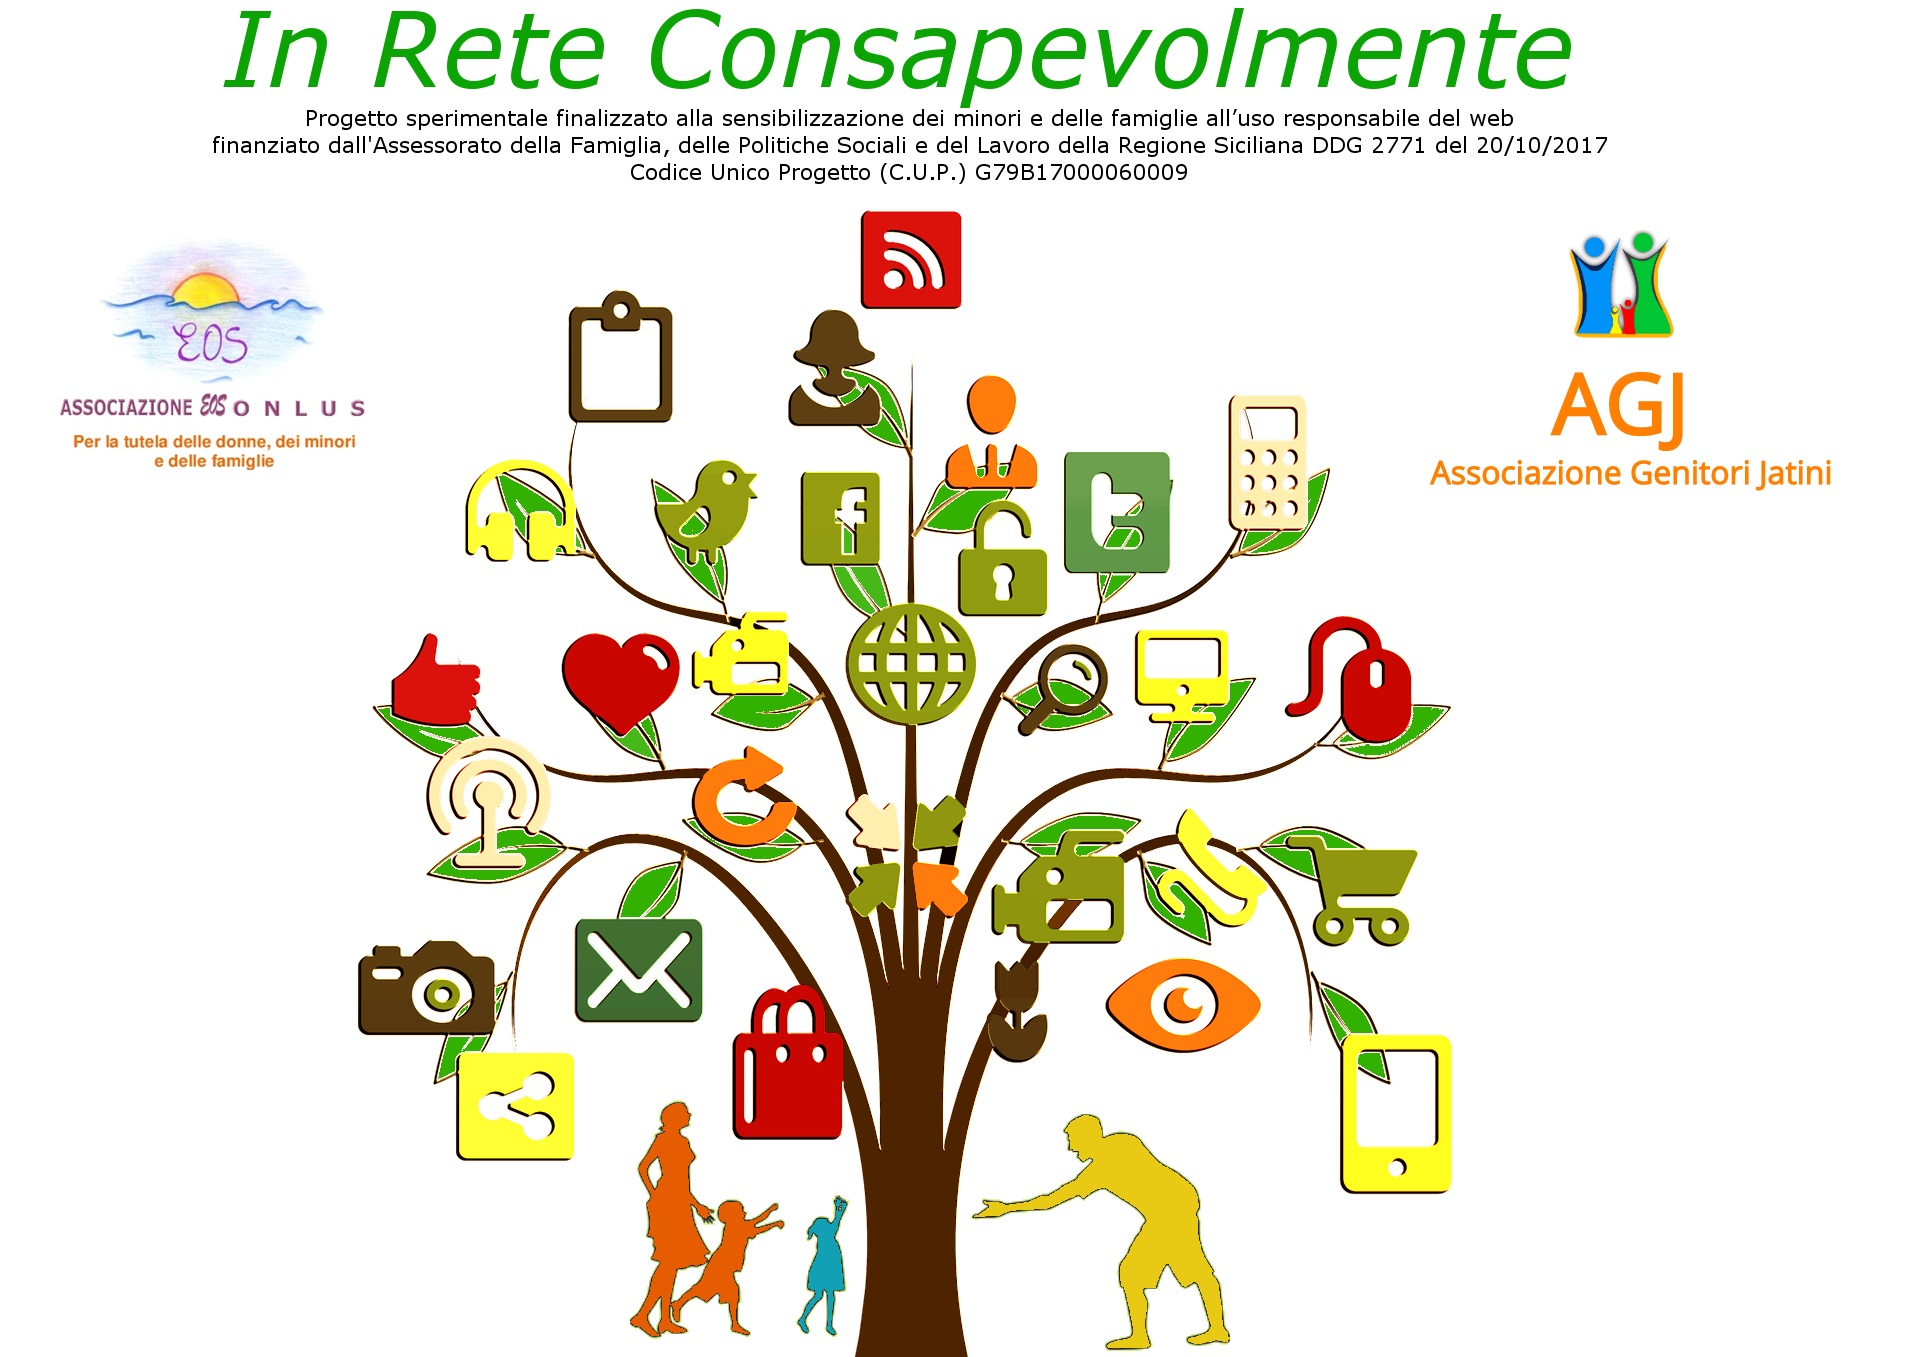 In Rete Consapevolmente
Progetto sperimentale finalizzato alla sensibilizzazione dei minori e delle famiglie all’uso responsabile del web
finanziato dall'Assessorato della Famiglia, delle Politiche Sociali e del Lavoro della Regione Siciliana DDG 2771 del 20/10/2017
Codice Unico Progetto (C.U.P.) G79B17000060009
EOS
ASSOCIAZIONE EOS ONLUS
Per la tutela delle donne, dei minori
e delle famiglie
AGJ
Associazione Genitori Jatini
f
t